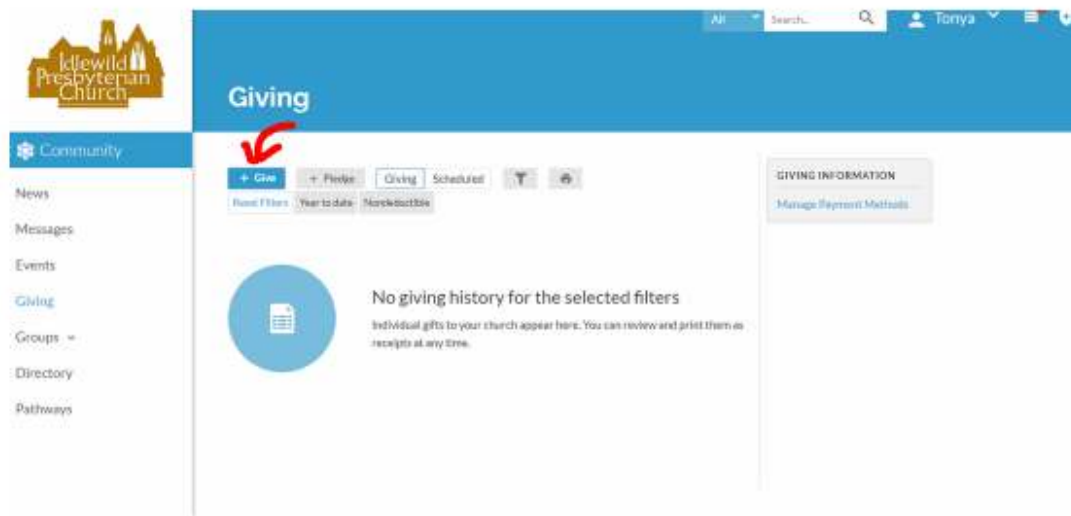 All
Search...
Tonya
Idlewild
Presbyterian
Church
Giving
Community
News
Messages
Events
Giving
Groups
Directory
Pathways
+ Give
+ Pledge
Giving
Scheduled
Reset Filters
Year to date
Nondeductible
GIVING INFORMATION
Manage Payment Methods
No giving history for the selected filters
Individual gifts to your church appear here. You can review and print them as
receipts at any time.